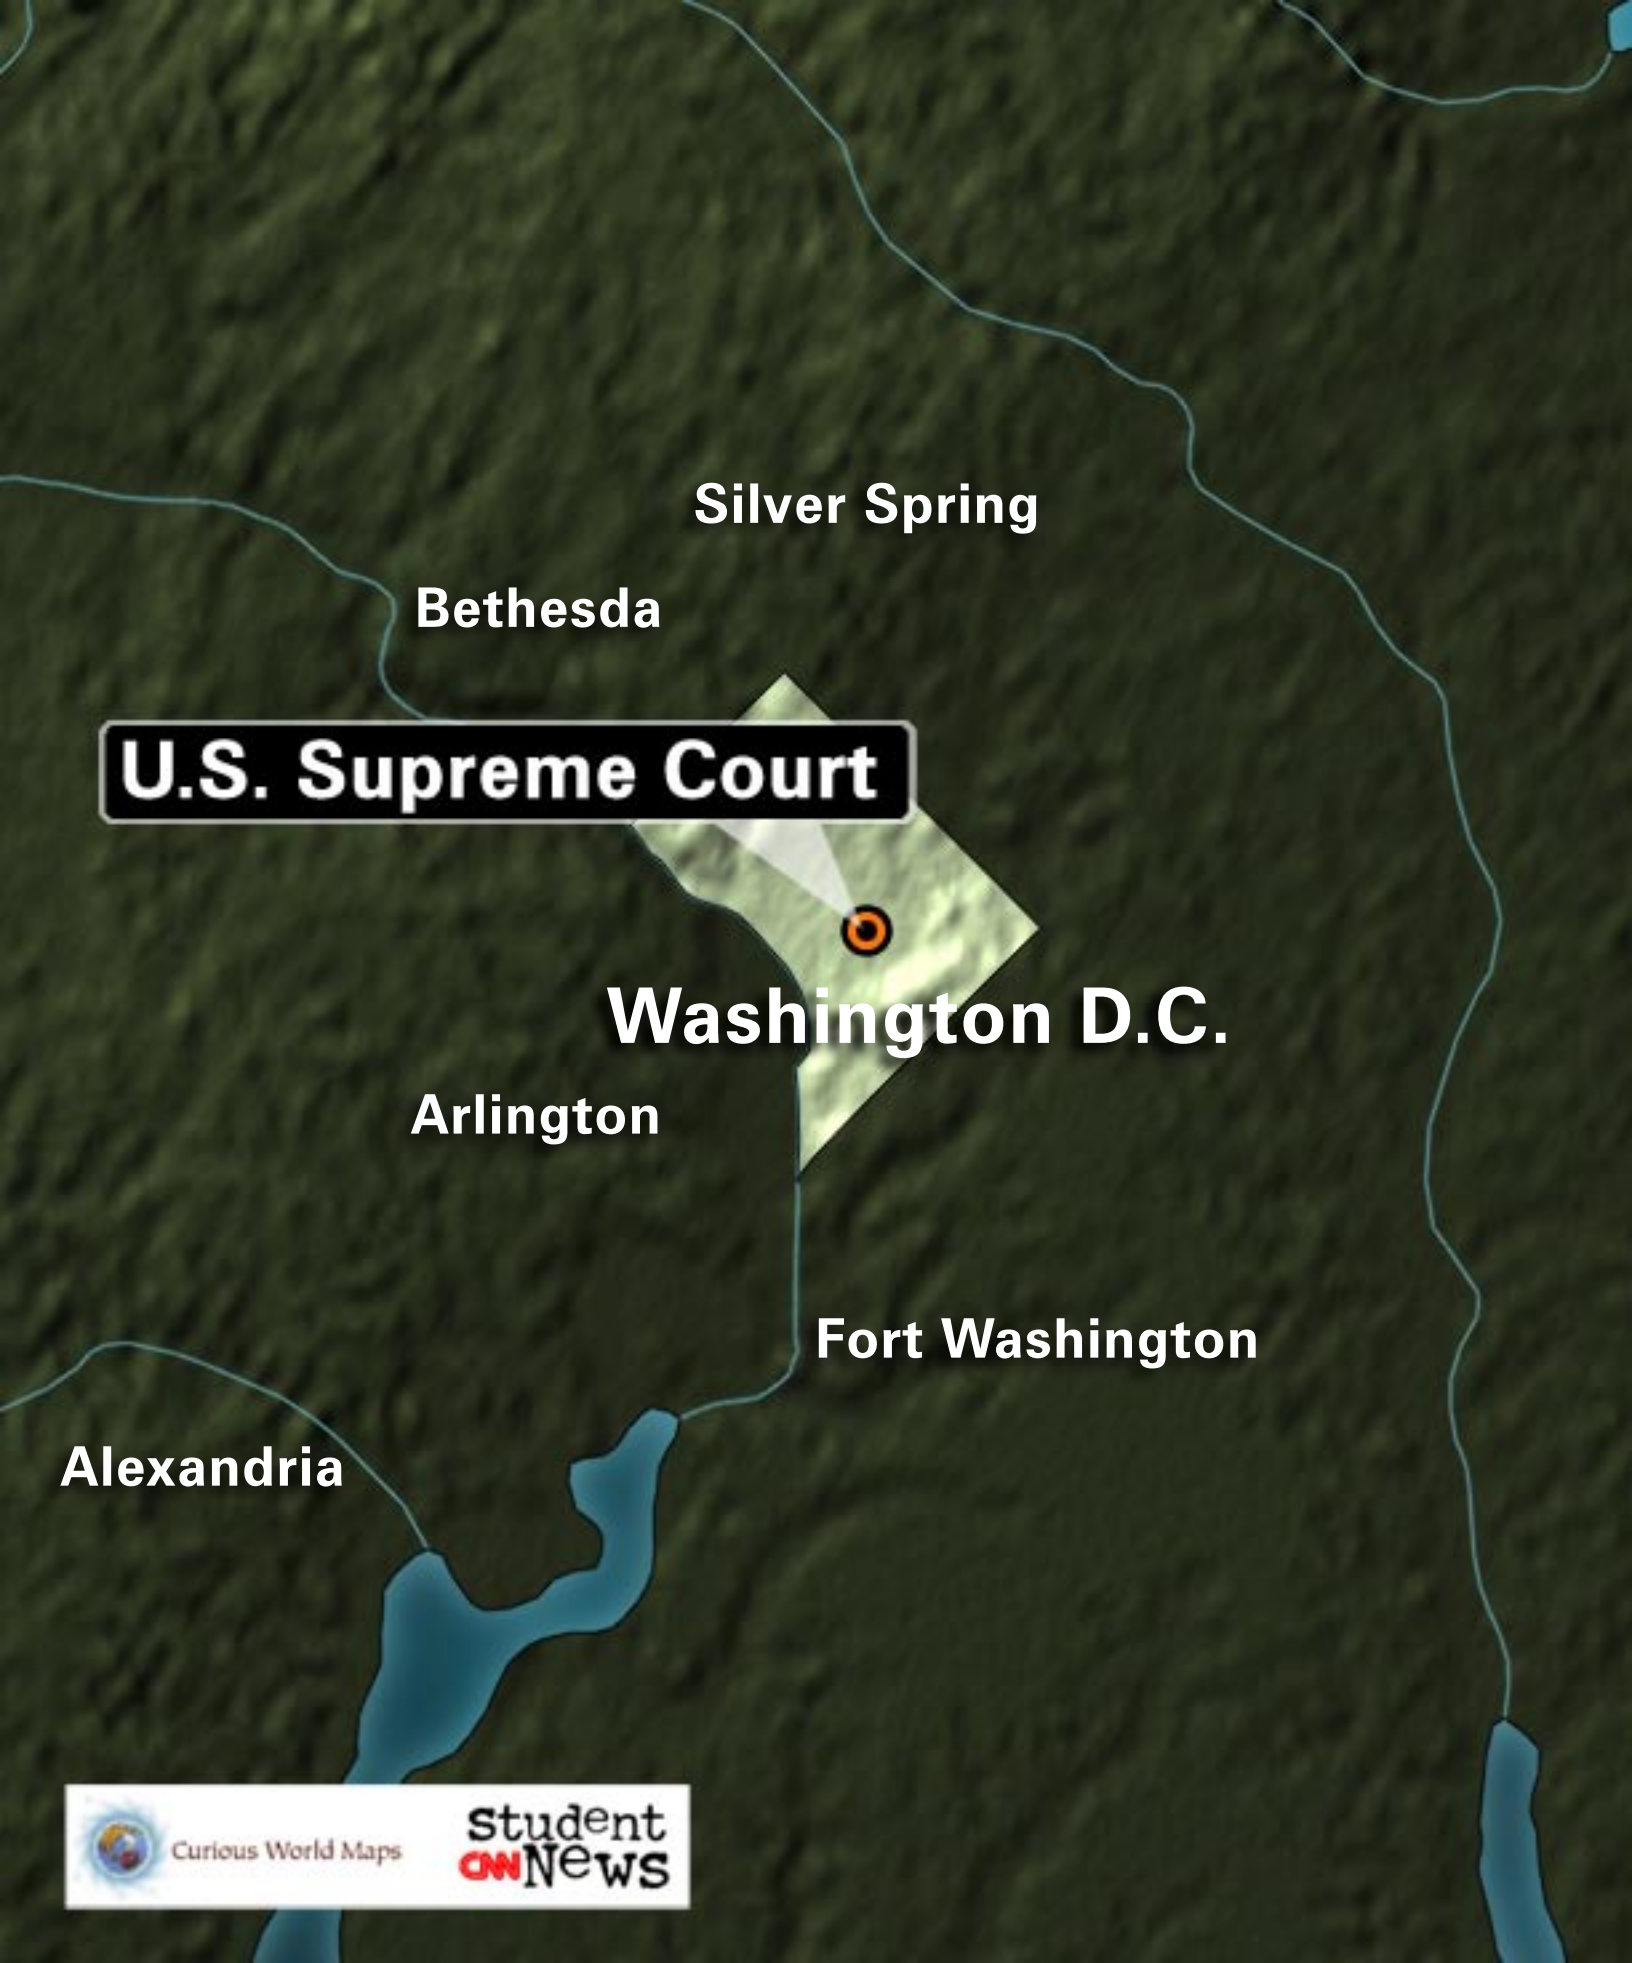 Silver Spring
Bethesda
U.S. Supreme Court
Washington D.C.
Arlington
Fort Washington
Alexandria
Curious World Maps
Student
CNN News